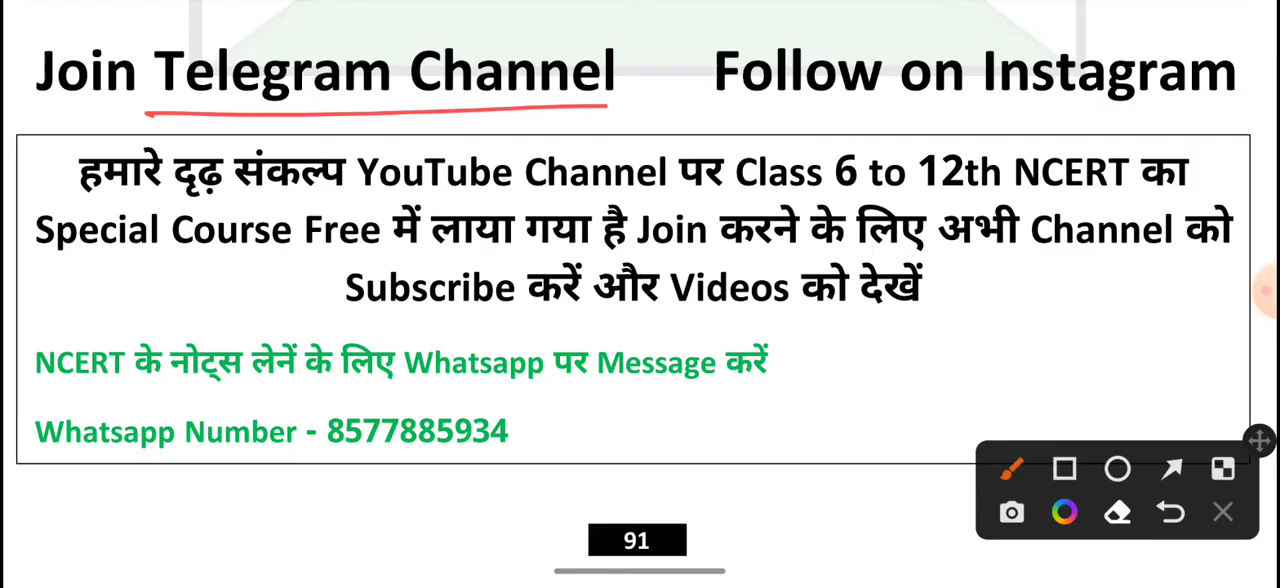 Join Telegram Channel Follow on Instagram
हमारे दृढ़ संकल्प YouTube Channel पर Class 6 to 12th NCERT का
Special Course Free में लाया गया है Join करने के लिए अभी Channel को
Subscribe करें और Videos को देखें
NCERT के नोट्स लेनें के लिए Whatsapp पर Message करें
Whatsapp Number - 8577885934
91